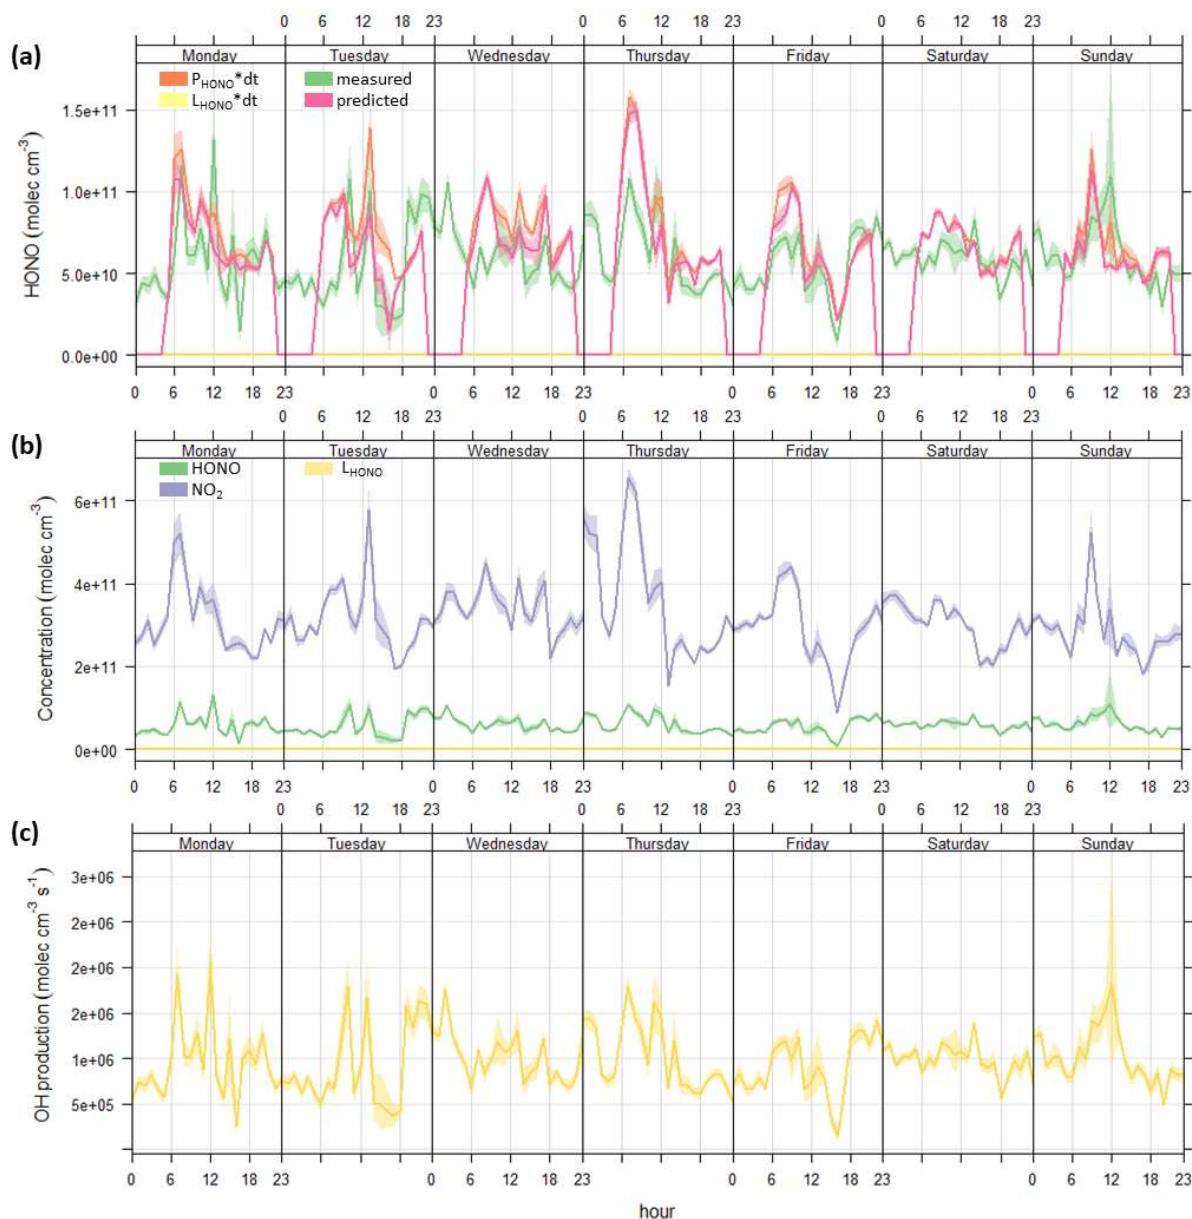 0 6 12 18 23 0 6 12 18 23 0 6 12 18 23
(a)
Monday Tuesday Wednesday Thursday Friday Saturday Sunday
P_HONO*dt measured
L_HONO*dt predicted
HONO (molec cm⁻³)
1.5e+11
1.0e+11
5.0e+10
0.0e+00
0 6 12 18 23 0 6 12 18 23 0 6 12 18 23 0 6 12 18 23
0 6 12 18 23 0 6 12 18 23 0 6 12 18 23
(b)
Monday Tuesday Wednesday Thursday Friday Saturday Sunday
HONO L_HONO
NO₂
Concentration (molec cm⁻³)
6e+11
4e+11
2e+11
0e+00
0 6 12 18 23 0 6 12 18 23 0 6 12 18 23 0 6 12 18 23
0 6 12 18 23 0 6 12 18 23 0 6 12 18 23
(c)
Monday Tuesday Wednesday Thursday Friday Saturday Sunday
OH production (molec cm⁻³ s⁻¹)
3e+06
2e+06
2e+06
2e+06
1e+06
5e+05
0 6 12 18 23 0 6 12 18 23 0 6 12 18 23 0 6 12 18 23
hour